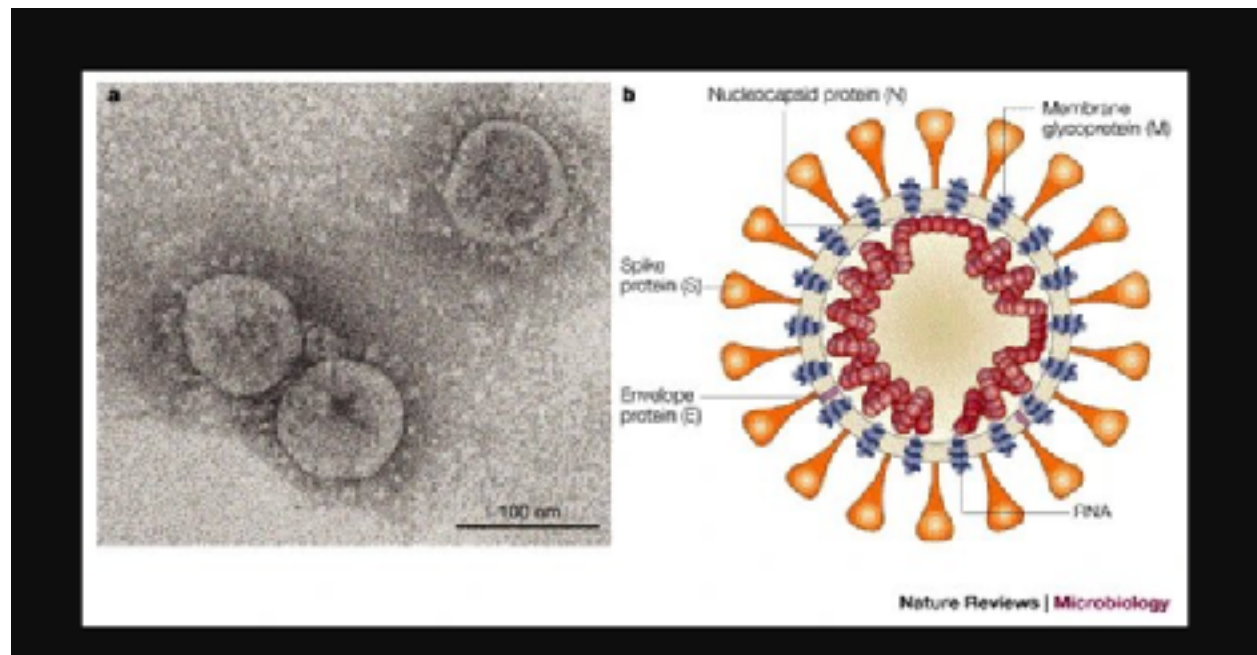 a
100 nm
b
Nucleocapsid protein (N)
Membrane
glycoprotein (M)
Spike
protein (S)
Envelope
protein (E)
RNA
Nature Reviews | Microbiology